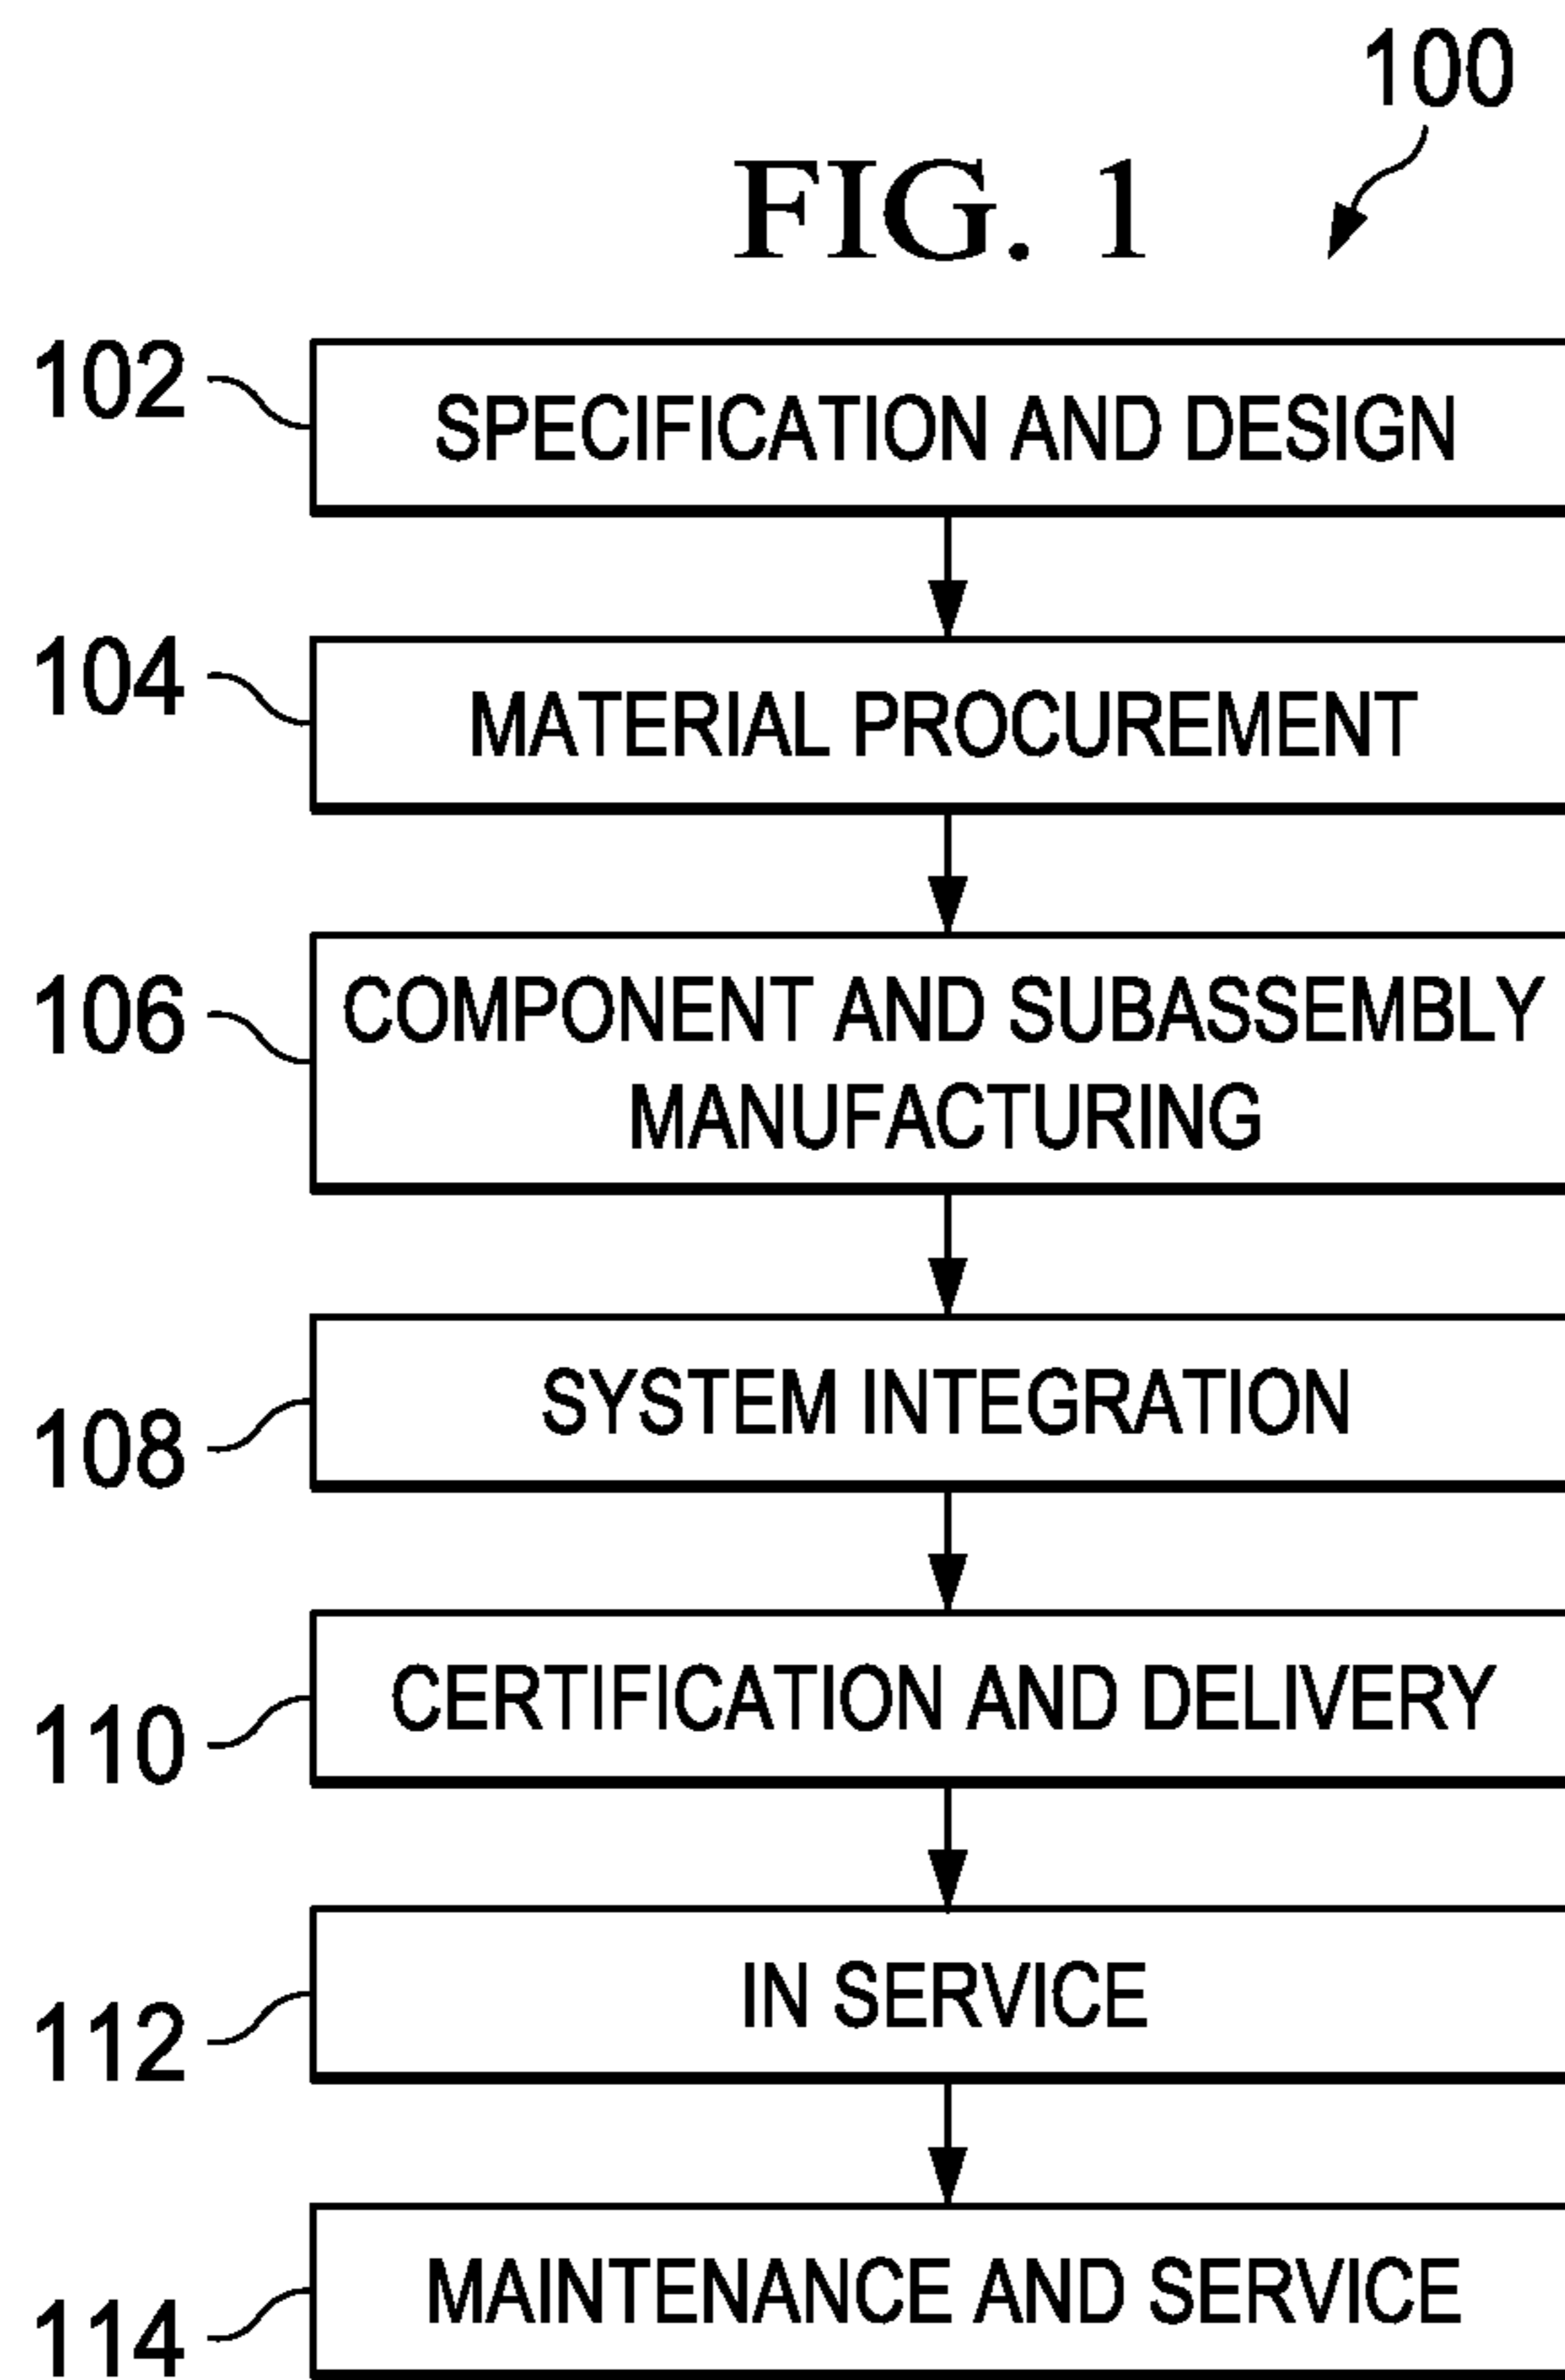 100
FIG. 1
102
SPECIFICATION AND DESIGN
104
MATERIAL PROCUREMENT
106
COMPONENT AND SUBASSEMBLY
MANUFACTURING
108
SYSTEM INTEGRATION
110
CERTIFICATION AND DELIVERY
112
IN SERVICE
114
MAINTENANCE AND SERVICE